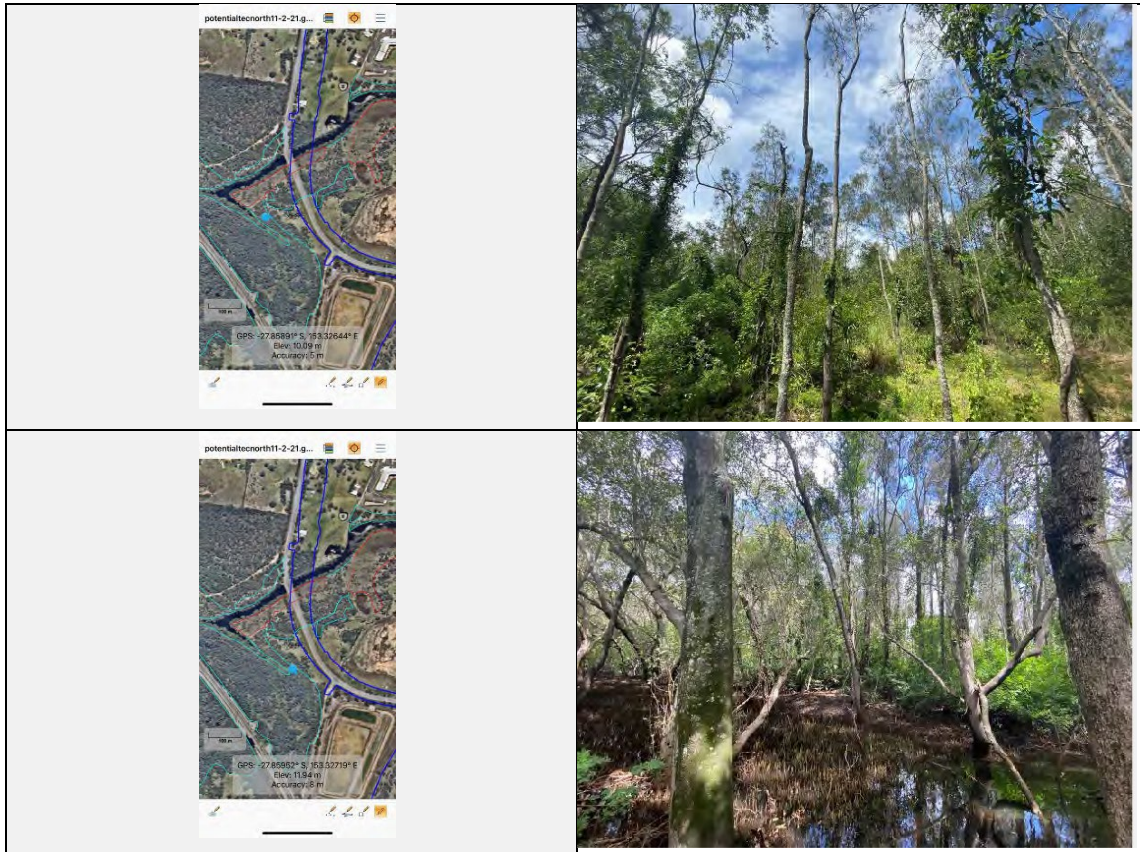 potentialtecnorth11-2-21.g...
100 m
GPS: -27.85891° S, 153.32644° E
Elev: 10.09 m
Accuracy: 5 m
potentialtecnorth11-2-21.g...
100 m
GPS: -27.85952° S, 153.32719° E
Elev: 11.94 m
Accuracy: 8 m